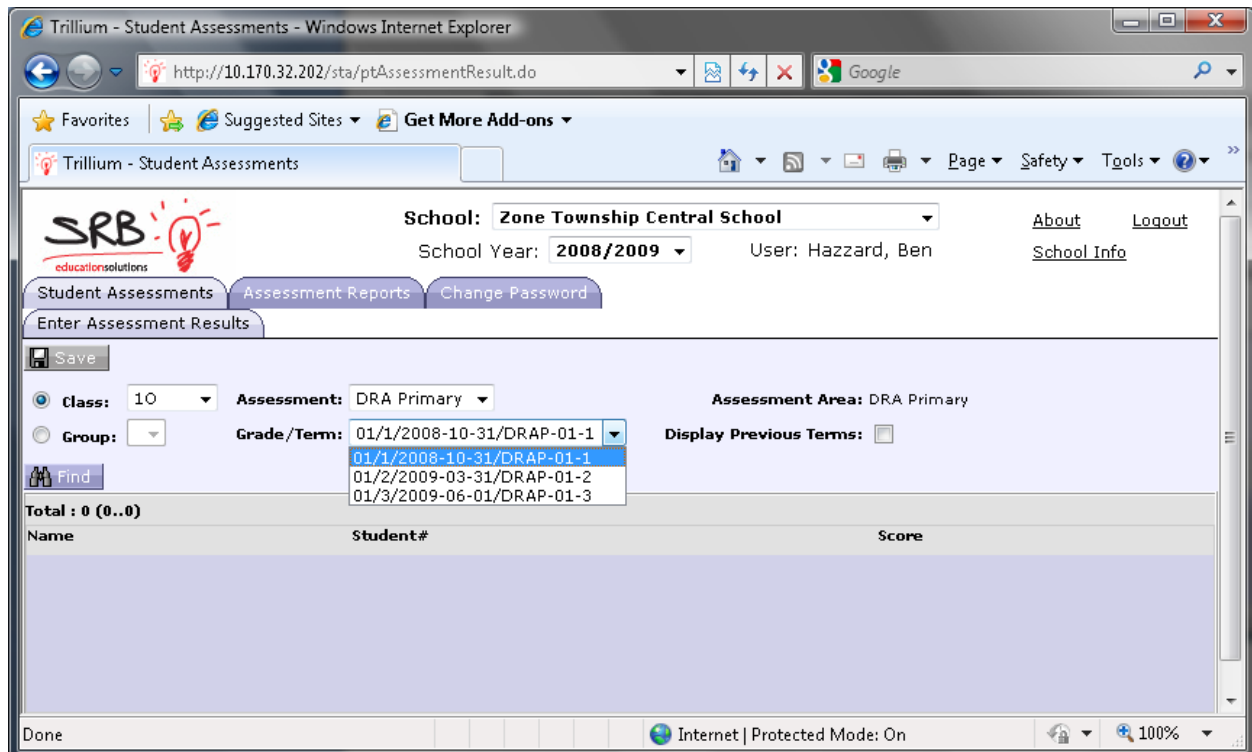 Trillium - Student Assessments - Windows Internet Explorer
http://10.170.32.202/sta/ptAssessmentResult.do Google
Favorites Suggested Sites Get More Add-ons
Trillium - Student Assessments Page Safety Tools
SRB
educationsolutions
School: Zone Township Central School About Logout
School Year: 2008/2009 User: Hazzard, Ben School Info
Student Assessments Assessment Reports Change Password
Enter Assessment Results
Save
Class: 1O Assessment: DRA Primary Assessment Area: DRA Primary
Group: Grade/Term: 01/1/2008-10-31/DRAP-01-1 Display Previous Terms:
01/1/2008-10-31/DRAP-01-1
Find 01/2/2009-03-31/DRAP-01-2
01/3/2009-06-01/DRAP-01-3
Total : 0 (0..0)
Name Student# Score
Done Internet | Protected Mode: On 100%